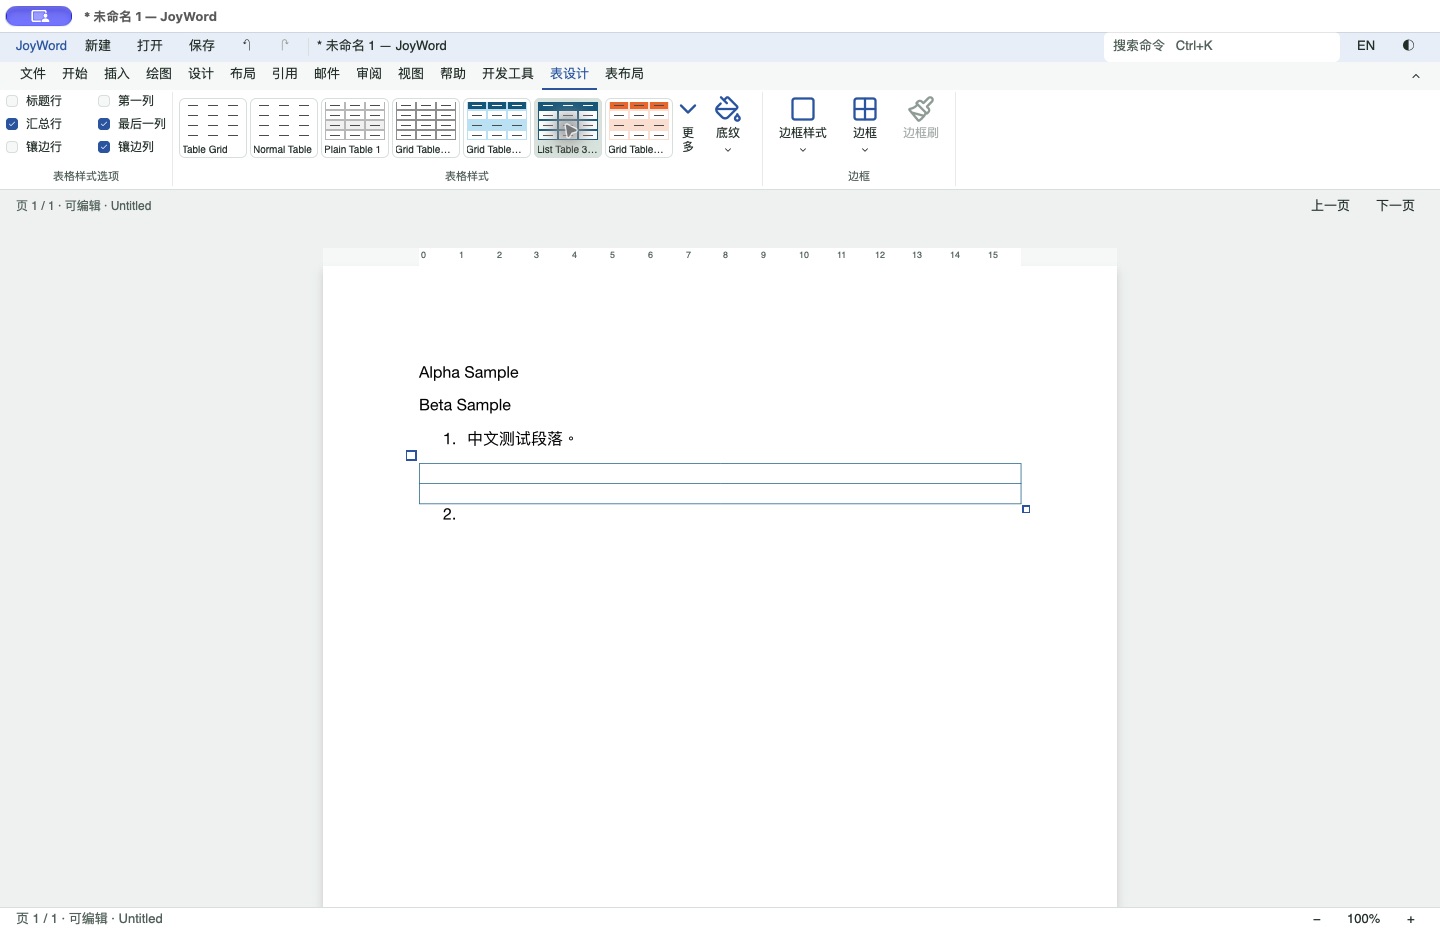 * 未命名 1 — JoyWord
JoyWord 新建 打开 保存 * 未命名 1 — JoyWord 搜索命令 Ctrl+K EN
文件 开始 插入 绘图 设计 布局 引用 邮件 审阅 视图 帮助 开发工具 表设计 表布局
标题行 第一列
汇总行 最后一列
镶边行 镶边列
表格样式选项
Table Grid Normal Table Plain Table 1 Grid Table... Grid Table... List Table 3... Grid Table...
更多
表格样式
底纹
边框样式 边框 边框刷
边框
页 1 / 1 · 可编辑 · Untitled 上一页 下一页
0 1 2 3 4 5 6 7 8 9 10 11 12 13 14 15
Alpha Sample
Beta Sample
1. 中文测试段落。
2.
页 1 / 1 · 可编辑 · Untitled − 100% +